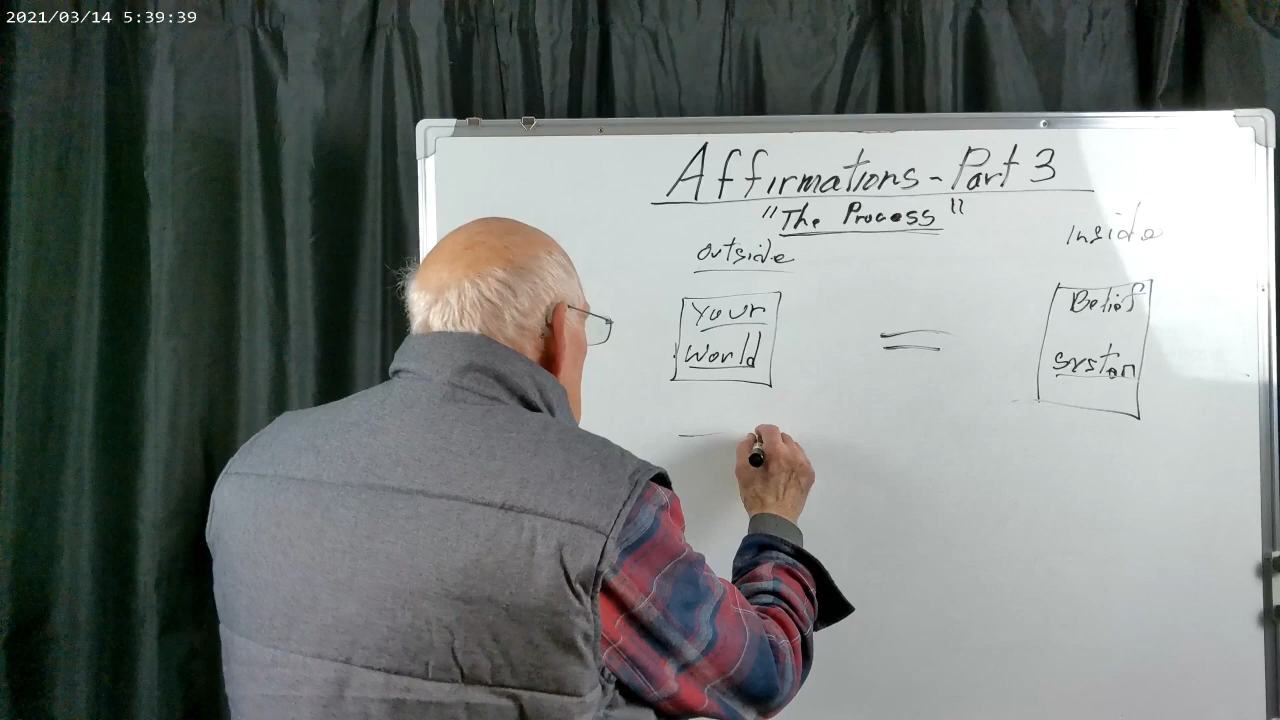 2021/03/14 5:39:39
Affirmations - Part 3
"The Process"
outside
Inside
Your
World
=
Belief
System